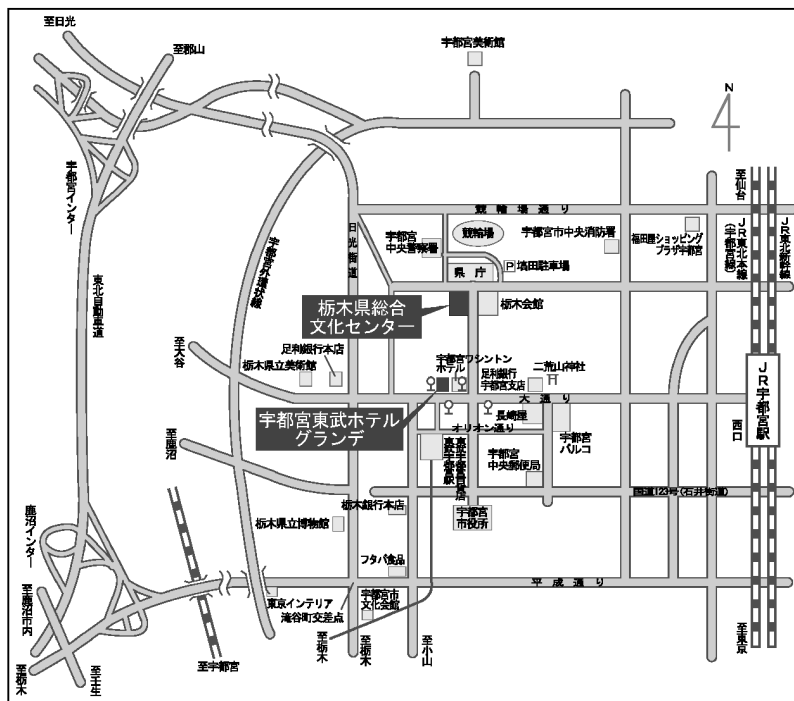 至日光
至郡山
宇都宮美術館
N
宇都宮インター
至仙台
競輪場通り
JR東北本線
(宇都宮線)
JR東北新幹線
日光街道
宇都宮
中央警察署
競輪場
宇都宮市中央消防署
福田屋ショッピング
プラザ宇都宮
宇都宮外環状線
東北自動車道
県庁
P
塙田駐車場
栃木県総合
文化センター
栃木会館
至大谷
足利銀行本店
栃木県立美術館
宇都宮ワシントン
ホテル
足利銀行
宇都宮支店
二荒山神社
JR宇都宮駅
西口
大通り
宇都宮東武ホテル
グランデ
長崎屋
オリオン通り
至鹿沼
宇都宮
パルコ
宇都宮
中央郵便局
国道123号(石井街道)
栃木銀行本店
栃木県立博物館
宇都宮
市役所
鹿沼インター
フタバ食品
平成通り
東京インテリア
滝谷町交差点
宇都宮市
文化会館
至鹿沼市内
至栃木
至壬生
至宇都宮
至栃木
至栃木
至小山
至東京